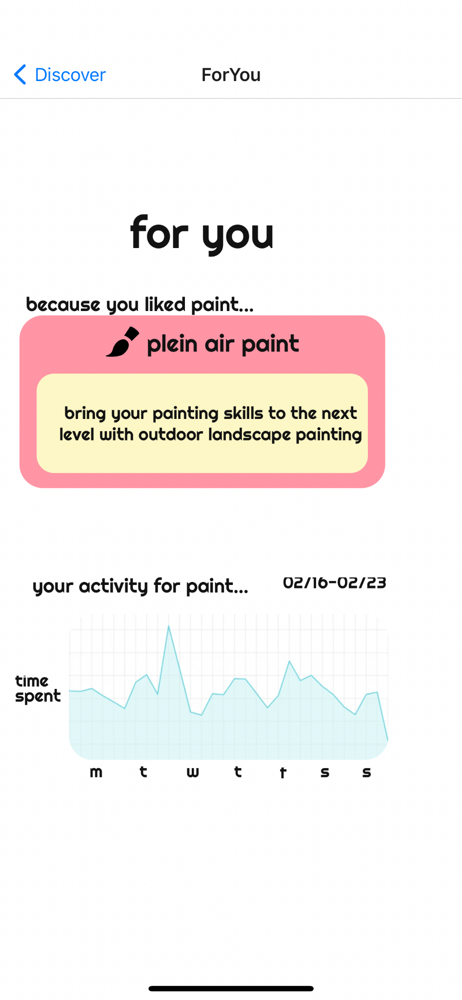 Discover
ForYou
for you
because you liked paint...
plein air paint
bring your painting skills to the next
level with outdoor landscape painting
your activity for paint...
02/16-02/23
time
spent
m t w t f s s